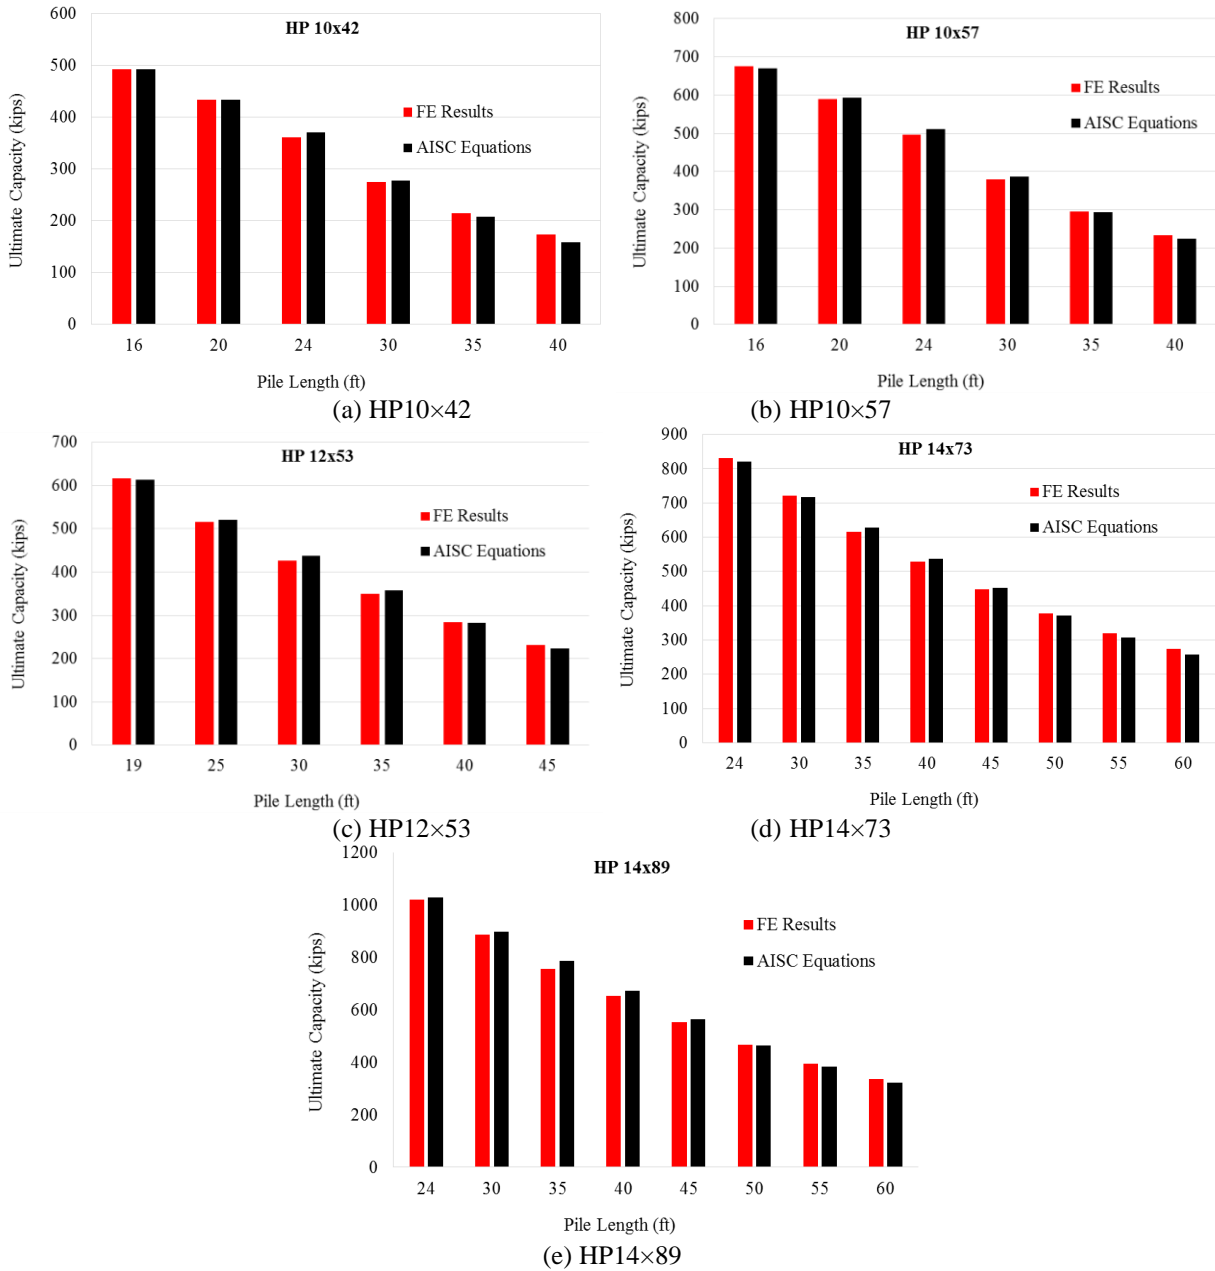 HP 10x42
Ultimate Capacity (kips)
600
500
400
300
200
100
0
FE Results
AISC Equations
16 20 24 30 35 40
Pile Length (ft)
(a) HP10×42
HP 10x57
Ultimate Capacity (kips)
800
700
600
500
400
300
200
100
0
FE Results
AISC Equations
16 20 24 30 35 40
Pile Length (ft)
(b) HP10×57
HP 12x53
Ultimate Capacity (kips)
700
600
500
400
300
200
100
0
FE Results
AISC Equations
19 25 30 35 40 45
Pile Length (ft)
(c) HP12×53
HP 14x73
Ultimate Capacity (kips)
900
800
700
600
500
400
300
200
100
0
FE Results
AISC Equations
24 30 35 40 45 50 55 60
Pile Length (ft)
(d) HP14×73
HP 14x89
Ultimate Capacity (kips)
1200
1000
800
600
400
200
0
FE Results
AISC Equations
24 30 35 40 45 50 55 60
Pile Length (ft)
(e) HP14×89